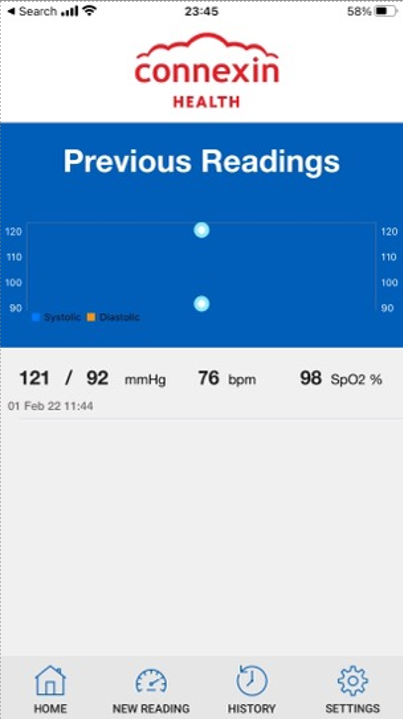 ◄ Search 23:45 58%
connexin
HEALTH
Previous Readings
120 120
110 110
100 100
90 90
Systolic Diastolic
121 / 92 mmHg 76 bpm 98 SpO2 %
01 Feb 22 11:44
HOME NEW READING HISTORY SETTINGS